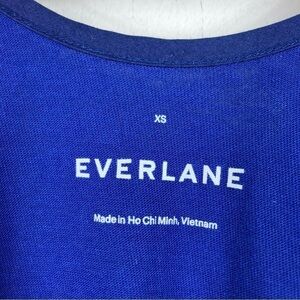 XS
EVERLANE
Made in Ho Chi Minh, Vietnam